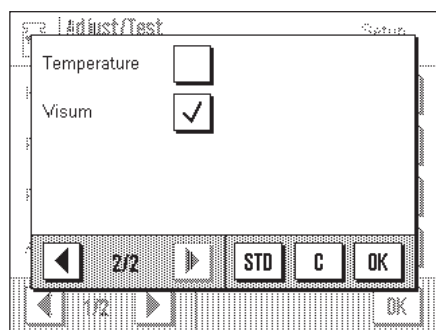 Adjust/Test
Setup
Temperature
Visum
2/2 STD C OK
1/2 OK